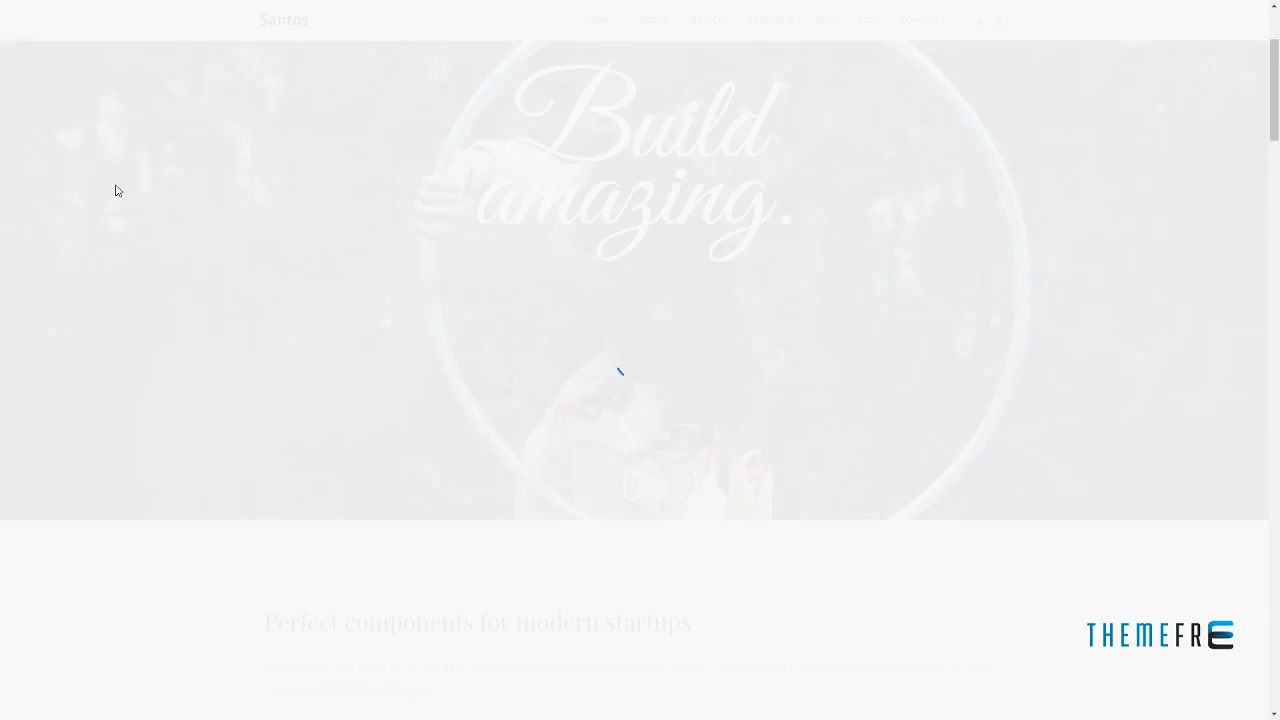 Santos
HOME ABOUT SERVICES PORTFOLIO TEAM BLOG CONTACT
Build
amazing.
Perfect components for modern startups
THEMEFRE